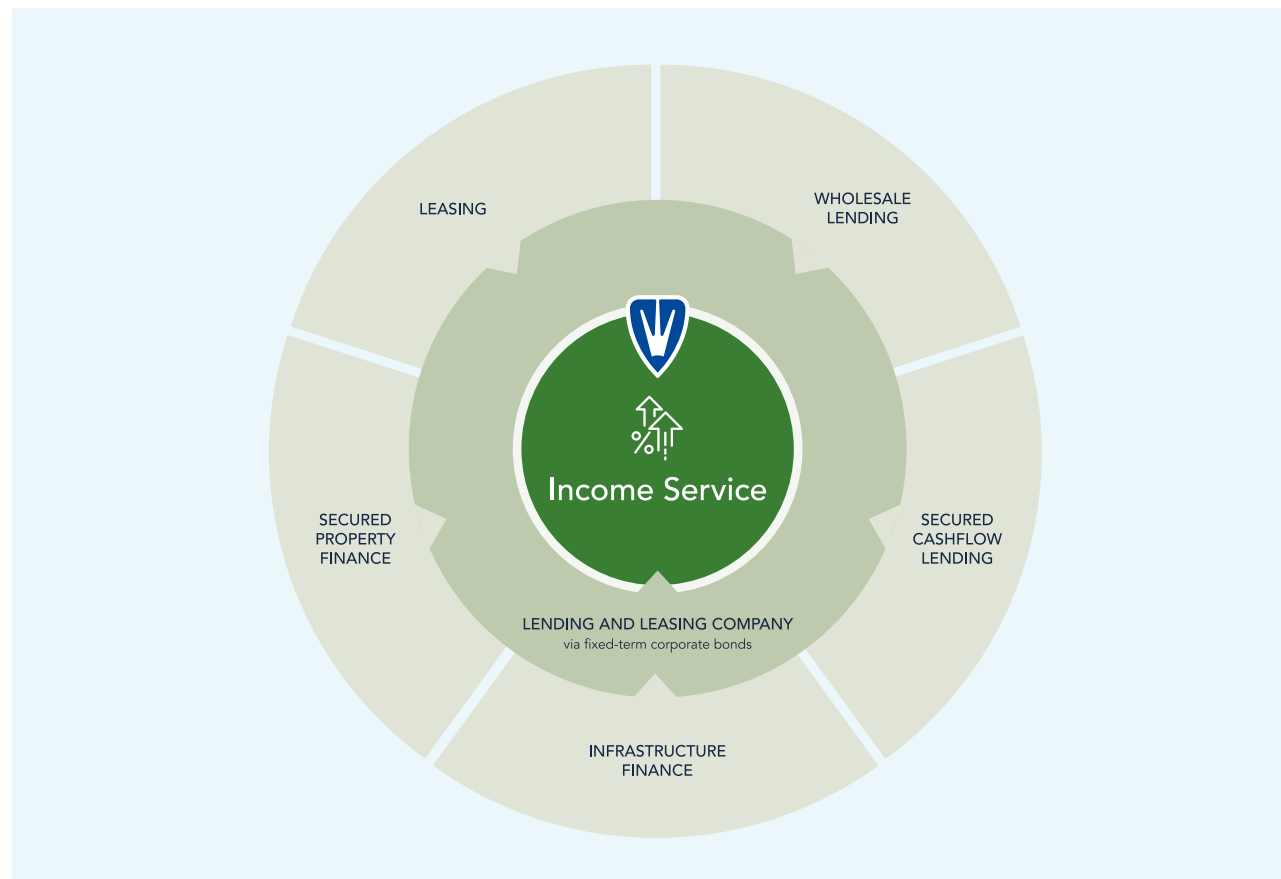 LEASING
WHOLESALE
LENDING
Income Service
SECURED
PROPERTY
FINANCE
SECURED
CASHFLOW
LENDING
LENDING AND LEASING COMPANY
via fixed-term corporate bonds
INFRASTRUCTURE
FINANCE